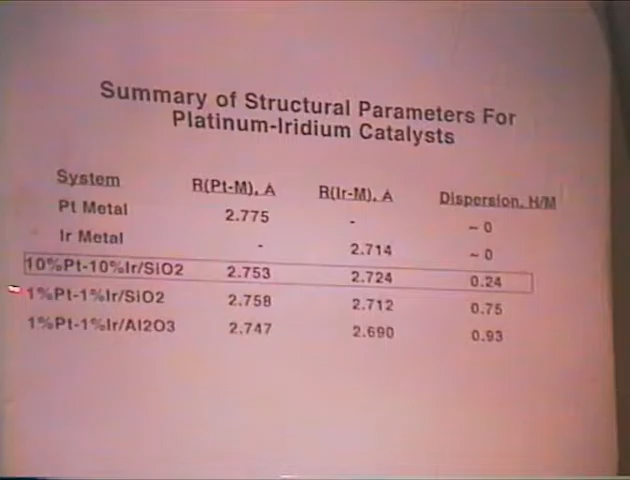 Summary of Structural Parameters For
Platinum-Iridium Catalysts
System R(Pt-M), A R(Ir-M), A Dispersion, H/M
Pt Metal 2.775 - ~ 0
Ir Metal - 2.714 ~ 0
10%Pt-10%Ir/SiO2 2.753 2.724 0.24
1%Pt-1%Ir/SiO2 2.758 2.712 0.75
1%Pt-1%Ir/Al2O3 2.747 2.690 0.93